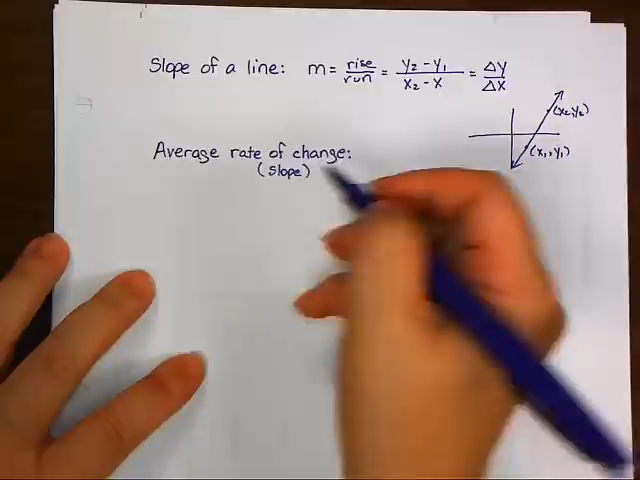 Slope of a line: m = rise/run = y₂ - y₁/x₂ - x = Δy/Δx
(x₂,y₂)
(x₁, y₁)
Average rate of change:
(slope)